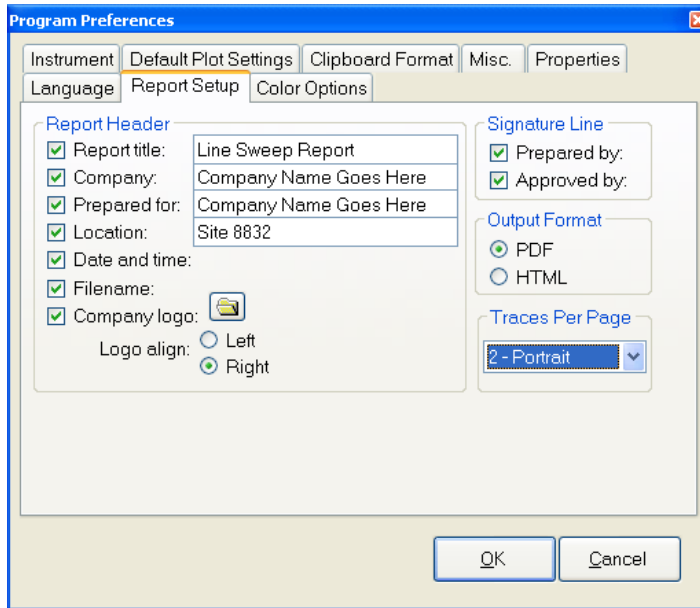 Program Preferences
Instrument Default Plot Settings Clipboard Format Misc. Properties
Language Report Setup Color Options
Report Header
Report title: Line Sweep Report
Company: Company Name Goes Here
Prepared for: Company Name Goes Here
Location: Site 8832
Date and time:
Filename:
Company logo:
Logo align: Left
Right
Signature Line
Prepared by:
Approved by:
Output Format
PDF
HTML
Traces Per Page
2 - Portrait
OK Cancel